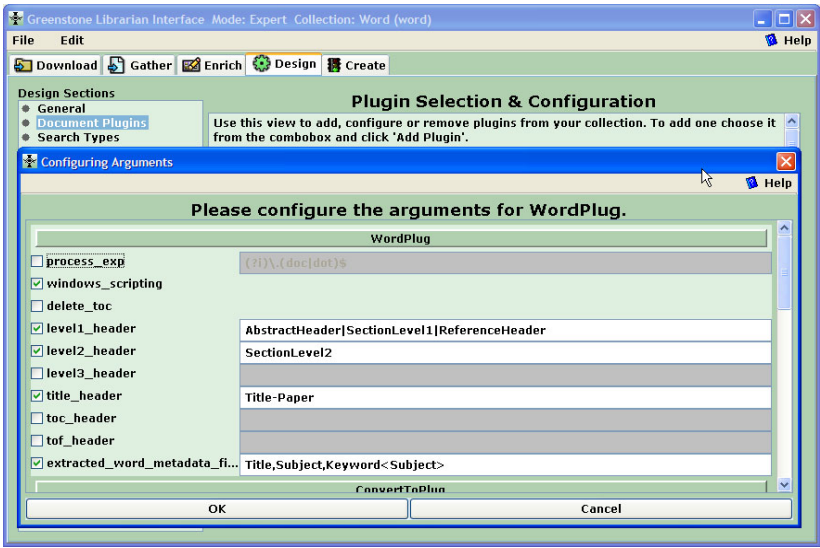 Greenstone Librarian Interface Mode: Expert Collection: Word (word)
File Edit Help
Download Gather Enrich Design Create
Design Sections
General
Document Plugins
Search Types
Plugin Selection & Configuration
Use this view to add, configure or remove plugins from your collection. To add one choose it
from the combobox and click 'Add Plugin'.
Configuring Arguments
Help
Please configure the arguments for WordPlug.
WordPlug
process_exp (?i)\.(doc|dot)$
windows_scripting
delete_toc
level1_header AbstractHeader|SectionLevel1|ReferenceHeader
level2_header SectionLevel2
level3_header
title_header Title-Paper
toc_header
tof_header
extracted_word_metadata_fi... Title,Subject,Keyword<Subject>
ConvertToPlug
OK Cancel